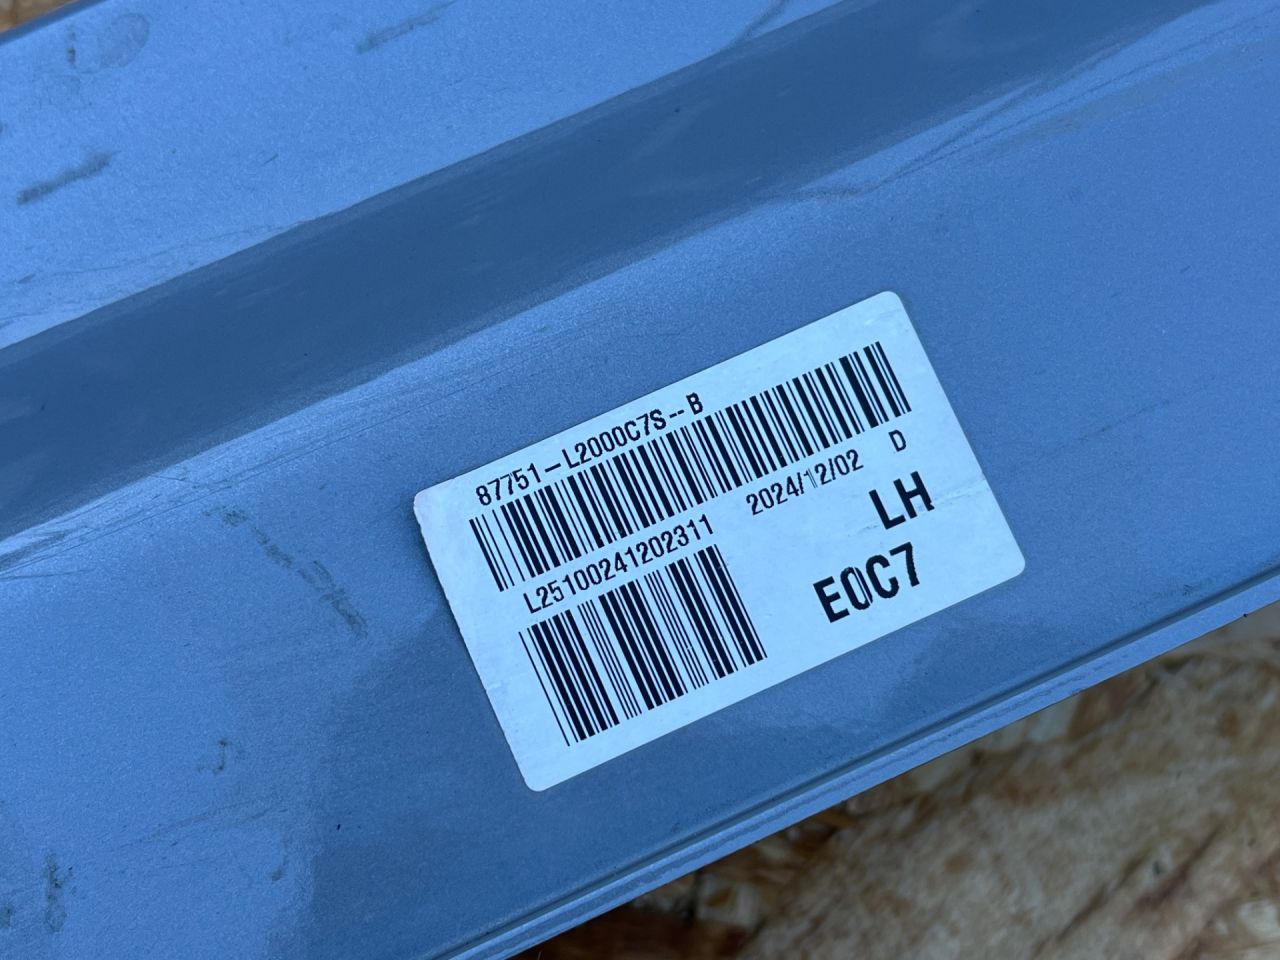 87751-L2000C7S--B
L25100241202311
2024/12/02 D
LH
E0C7